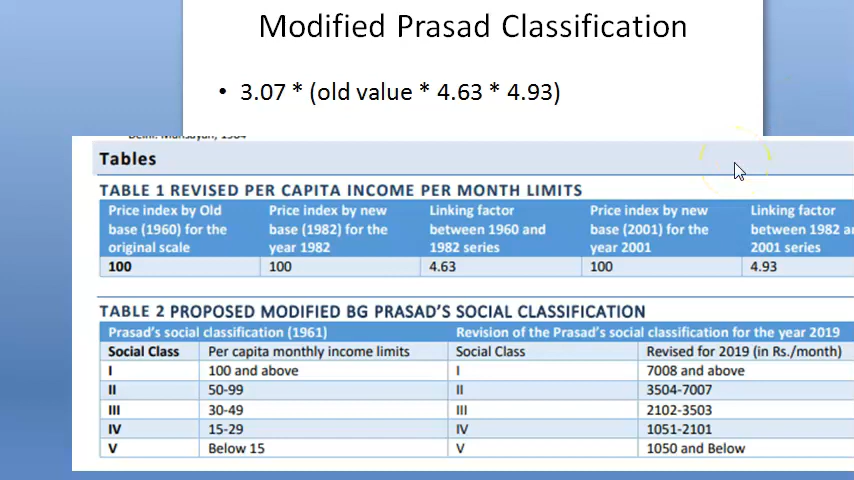 Modified Prasad Classification
• 3.07 * (old value * 4.63 * 4.93)
Tables
TABLE 1 REVISED PER CAPITA INCOME PER MONTH LIMITS
Price index by Old base (1960) for the original scale | Price index by new base (1982) for the year 1982 | Linking factor between 1960 and 1982 series | Price index by new base (2001) for the year 2001 | Linking factor between 1982 2001 series
100 | 100 | 4.63 | 100 | 4.93
TABLE 2 PROPOSED MODIFIED BG PRASAD'S SOCIAL CLASSIFICATION
Prasad's social classification (1961) | Revision of the Prasad's social classification for the year 2019
Social Class | Per capita monthly income limits | Social Class | Revised for 2019 (in Rs./month)
I | 100 and above | I | 7008 and above
II | 50-99 | II | 3504-7007
III | 30-49 | III | 2102-3503
IV | 15-29 | IV | 1051-2101
V | Below 15 | V | 1050 and Below